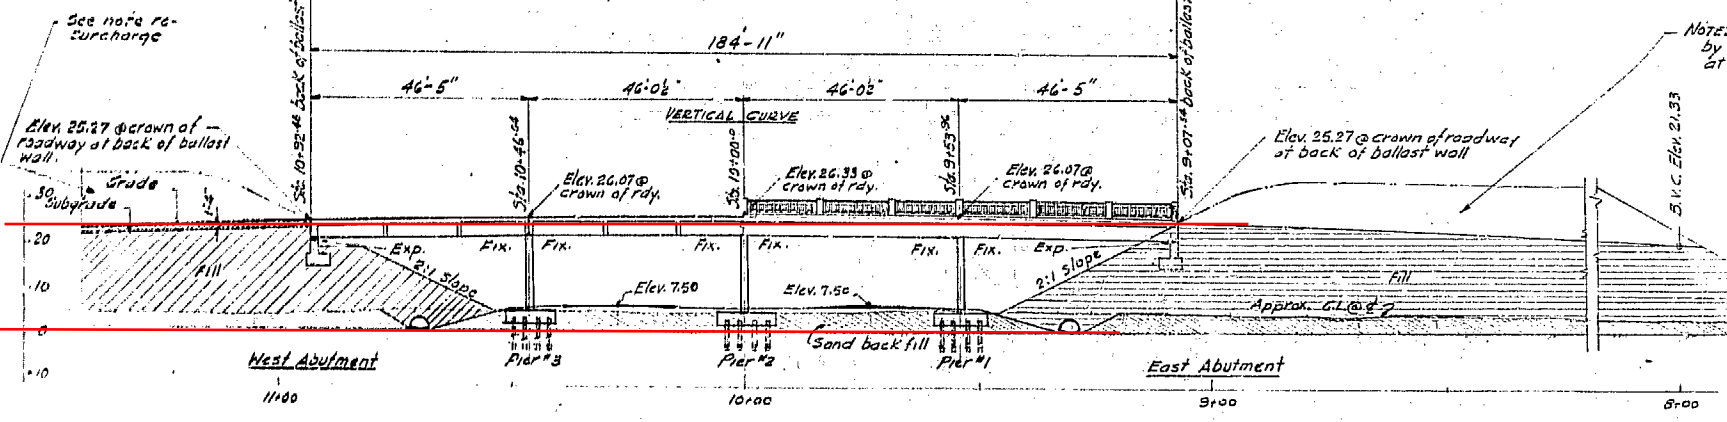 See note re-
surcharge
184'-11"
NOTE:
by
at
46'-5"
46'-0½"
46'-0½"
46'-5"
VERTICAL CURVE
Elev. 25.27 @ crown of
roadway at back of ballast
wall.
Sta. 10+92.46 back of ballast
Sta. 10+46.04
Sta. 10+00.0
Sta. 9+53.96
Sta. 9+07.54 back of ballast
Elev. 25.27 @ crown of roadway
at back of ballast wall
B.V.C. Elev. 21.33
Elev. 26.07 @
crown of rdy.
Elev. 26.33 @
crown of rdy.
Elev. 26.07 @
crown of rdy.
Grade
Subgrade
30
20
10
0
-10
Exp.
Fix.
Fix.
Fix.
Fix.
Fix.
Fix.
Exp.
Fill
2:1 Slope
Elev. 7.50
Elev. 7.50
2:1 Slope
Fill
Approx. G.L. @
Sand back fill
West Abutment
Pier #3
Pier #2
Pier #1
East Abutment
11+00
10+00
9+00
8+00